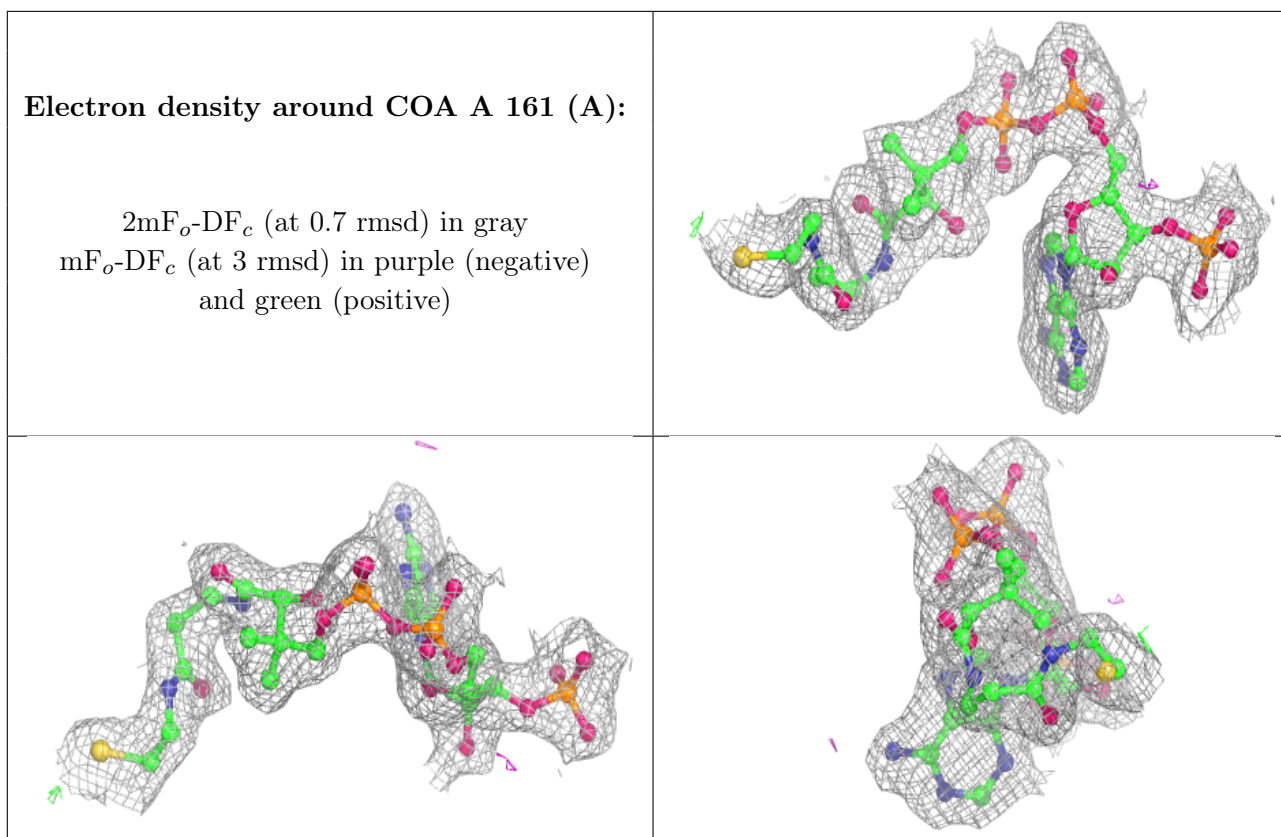 Electron density around COA A 161 (A):
2mFo-DFc (at 0.7 rmsd) in gray
mFo-DFc (at 3 rmsd) in purple (negative)
and green (positive)